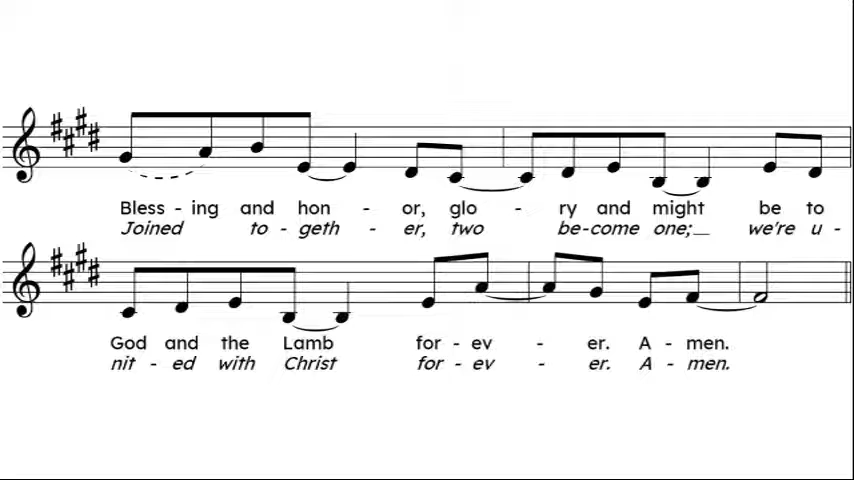 Bless - ing and hon - or, glo - ry and might be to
Joined to - geth - er, two be-come one;__ we're u -
God and the Lamb for - ev - er. A - men.
nit - ed with Christ for - ev - er. A - men.